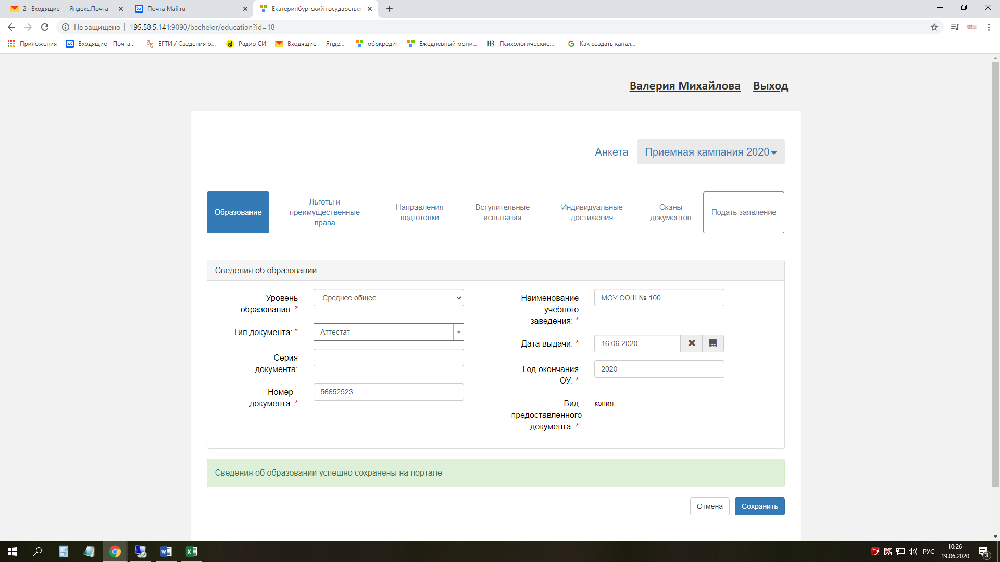 2 · Входящие — Яндекс.Почта
Почта Mail.ru
Екатеринбургский государствен
Не защищено
195.58.5.141:9090/bachelor/education?id=18
Приложения
Входящие - Почта...
ЕГТИ / Сведения о...
Радио СИ
Входящие — Янде...
обркредит
Ежедневный мони...
HR
Психологические...
Как создать канал...
Валерия Михайлова
Выход
Анкета
Приемная кампания 2020
Образование
Льготы и
преимущественные
права
Направления
подготовки
Вступительные
испытания
Индивидуальные
достижения
Сканы
документов
Подать заявление
Сведения об образовании
Уровень
образования: *
Среднее общее
Тип документа: *
Аттестат
Серия
документа:
Номер
документа: *
56652523
Наименование
учебного
заведения: *
МОУ СОШ № 100
Дата выдачи: *
16.06.2020
Год окончания
ОУ: *
2020
Вид
предоставленного
документа: *
копия
Сведения об образовании успешно сохранены на портале
Отмена
Сохранить
РУС
10:26
19.06.2020
3